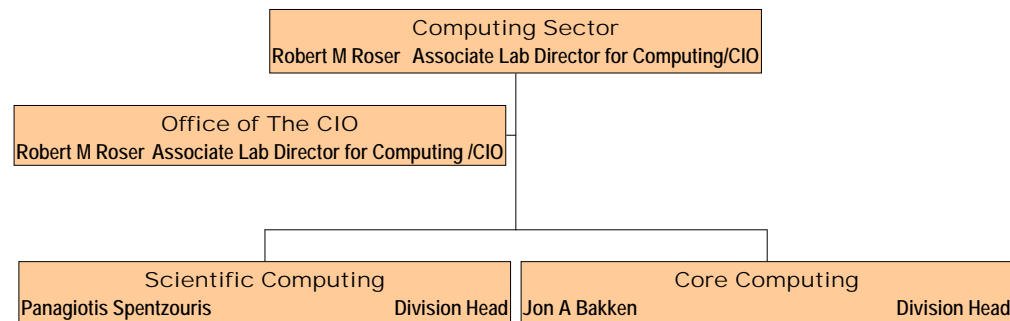 Computing Sector
Robert M Roser Associate Lab Director for Computing/CIO
Office of The CIO
Robert M Roser Associate Lab Director for Computing /CIO
Scientific Computing
Panagiotis Spentzouris Division Head
Core Computing
Jon A Bakken Division Head